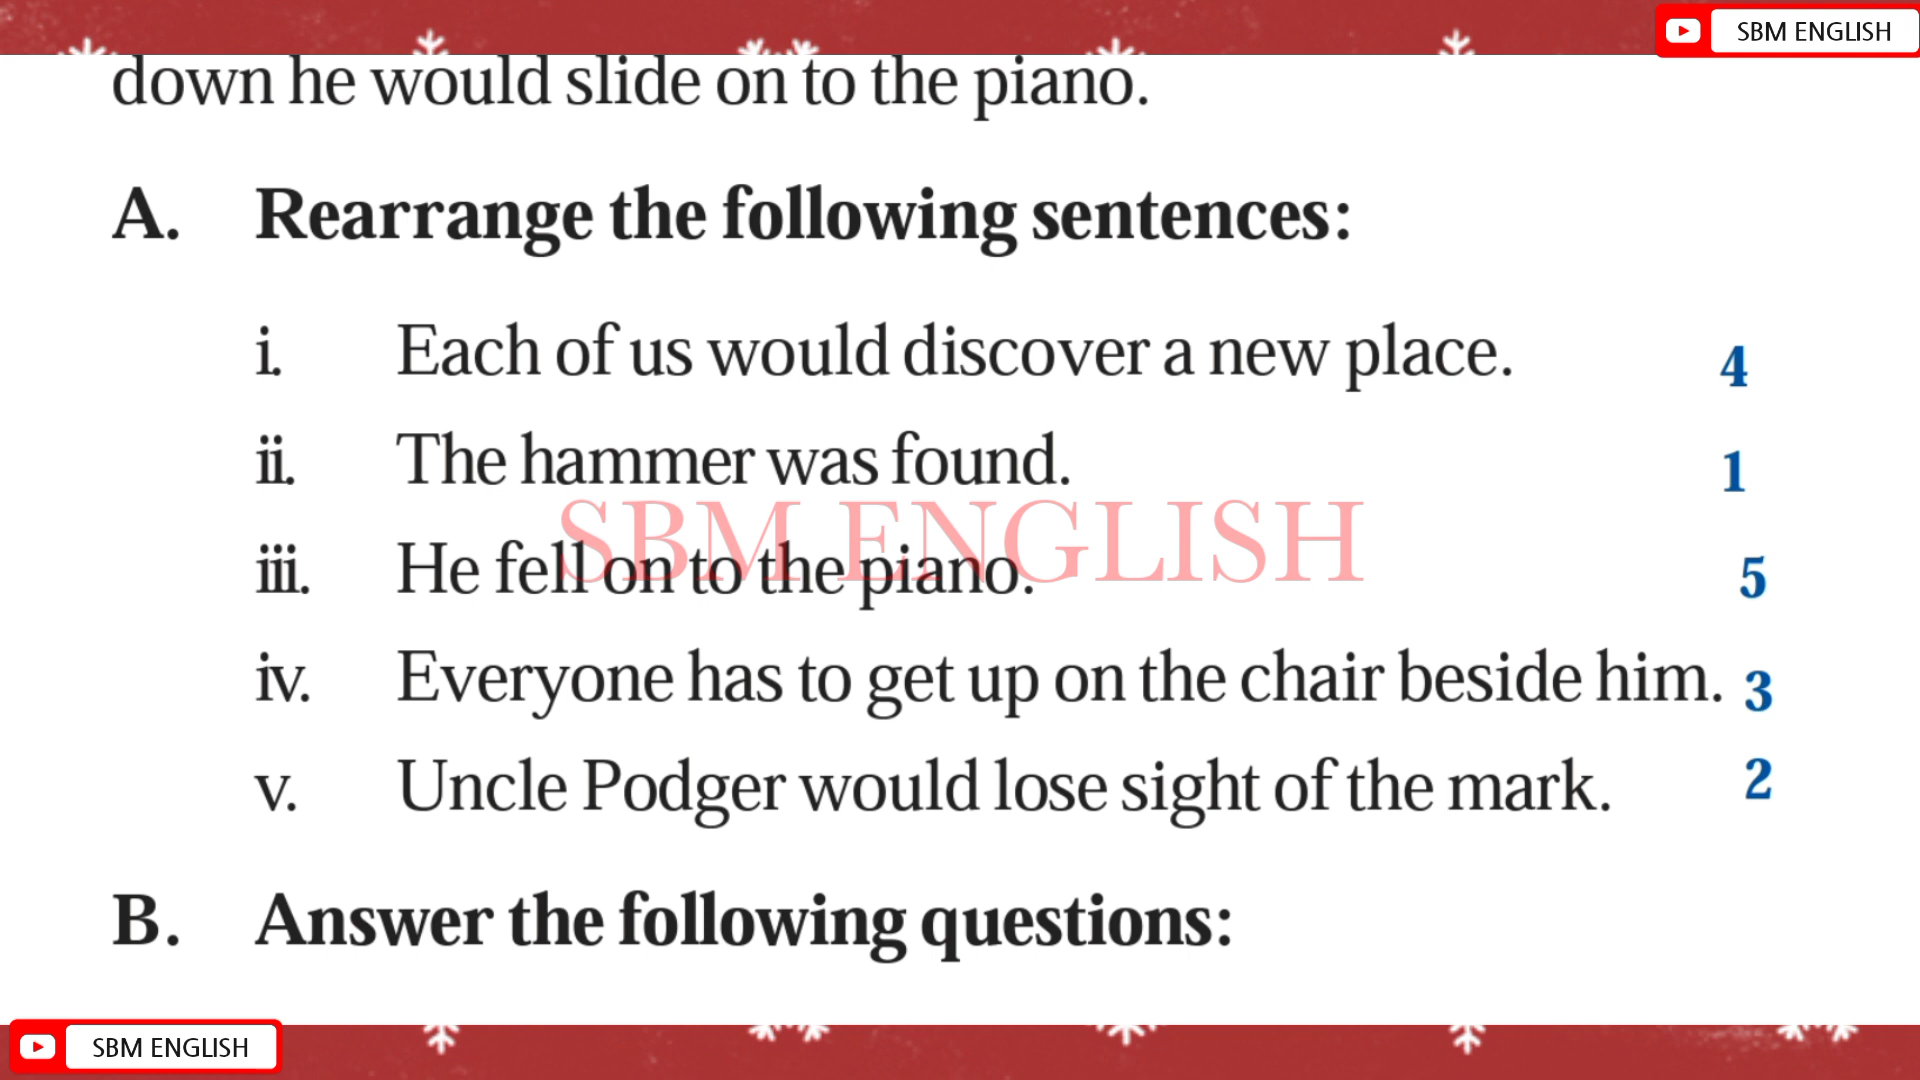 SBM ENGLISH
down he would slide on to the piano.
A. Rearrange the following sentences:
i. Each of us would discover a new place. 4
ii. The hammer was found. 1
SBM ENGLISH
iii. He fell on to the piano. 5
iv. Everyone has to get up on the chair beside him. 3
v. Uncle Podger would lose sight of the mark. 2
B. Answer the following questions:
SBM ENGLISH